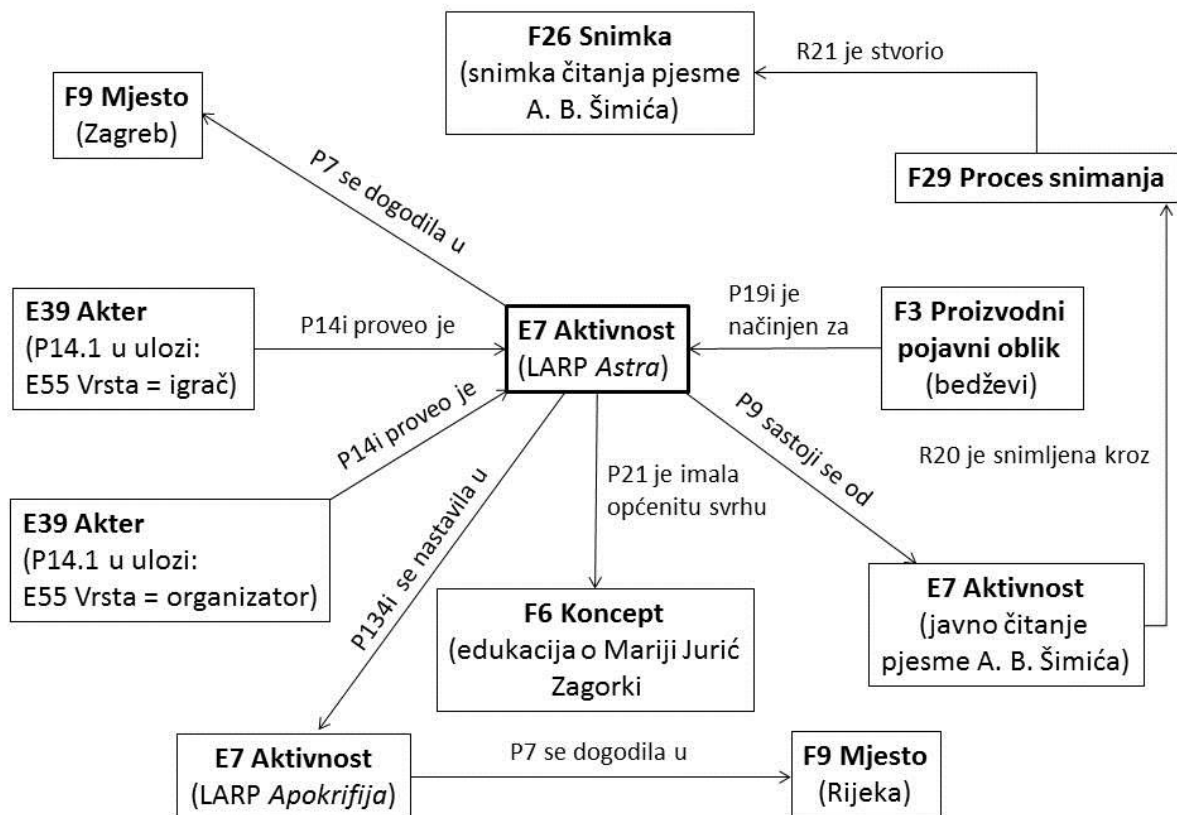 F26 Snimka
(snimka čitanja pjesme
A. B. Šimića)
R21 je stvorio
F9 Mjesto
(Zagreb)
F29 Proces snimanja
P7 se dogodila u
E39 Akter
(P14.1 u ulozi:
E55 Vrsta = igrač)
P14i proveo je
E7 Aktivnost
(LARP Astra)
P19i je
načinjen za
F3 Proizvodni
pojavni oblik
(bedževi)
P14i proveo je
P9 sastoji se od
R20 je snimljena kroz
P21 je imala
općenitu svrhu
P134i se nastavila u
E39 Akter
(P14.1 u ulozi:
E55 Vrsta = organizator)
E7 Aktivnost
(javno čitanje
pjesme A. B. Šimića)
F6 Koncept
(edukacija o Mariji Jurić
Zagorki)
E7 Aktivnost
(LARP Apokrifija)
P7 se dogodila u
F9 Mjesto
(Rijeka)